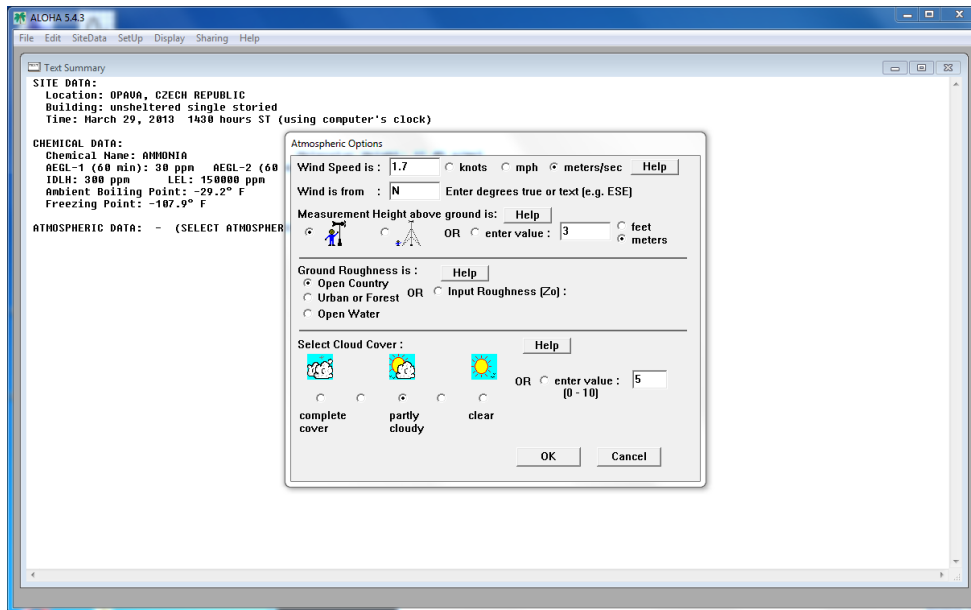 ALOHA 5.4.3
File Edit SiteData SetUp Display Sharing Help
Text Summary
SITE DATA:
Location: OPAVA, CZECH REPUBLIC
Building: unsheltered single storied
Time: March 29, 2013 1430 hours ST (using computer's clock)
CHEMICAL DATA:
Chemical Name: AMMONIA
AEGL-1 (60 min): 30 ppm AEGL-2 (60
IDLH: 300 ppm LEL: 150000 ppm
Ambient Boiling Point: -29.2° F
Freezing Point: -107.9° F
ATMOSPHERIC DATA: - (SELECT ATMOSPHER
Atmospheric Options
Wind Speed is : 1.7 knots mph meters/sec Help
Wind is from : N Enter degrees true or text (e.g. ESE)
Measurement Height above ground is: Help
OR enter value : 3 feet
meters
Ground Roughness is : Help
Open Country
Urban or Forest OR Input Roughness (Zo) :
Open Water
Select Cloud Cover : Help
OR enter value : 5
(0 - 10)
complete cover
partly cloudy
clear
OK Cancel